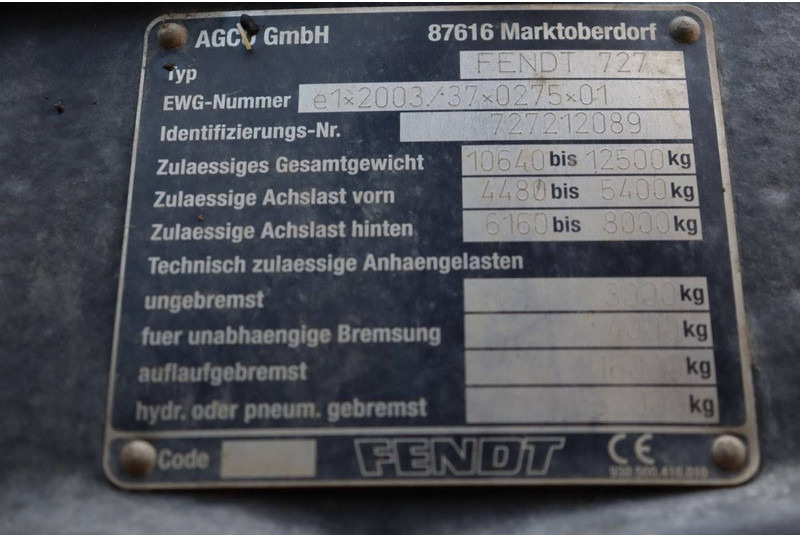 AGCO GmbH 87616 Marktoberdorf
Typ FENDT 727
EWG-Nummer e1*2003/37*0275*01
Identifizierungs-Nr. 727212089
Zulaessiges Gesamtgewicht 10640 bis 12500 kg
Zulaessige Achslast vorn 4480 bis 5400 kg
Zulaessige Achslast hinten 6160 bis 8000 kg
Technisch zulaessige Anhaengelasten
ungebremst kg
fuer unabhaengige Bremsung kg
auflaufgebremst kg
hydr. oder pneum. gebremst kg
Code FENDT CE